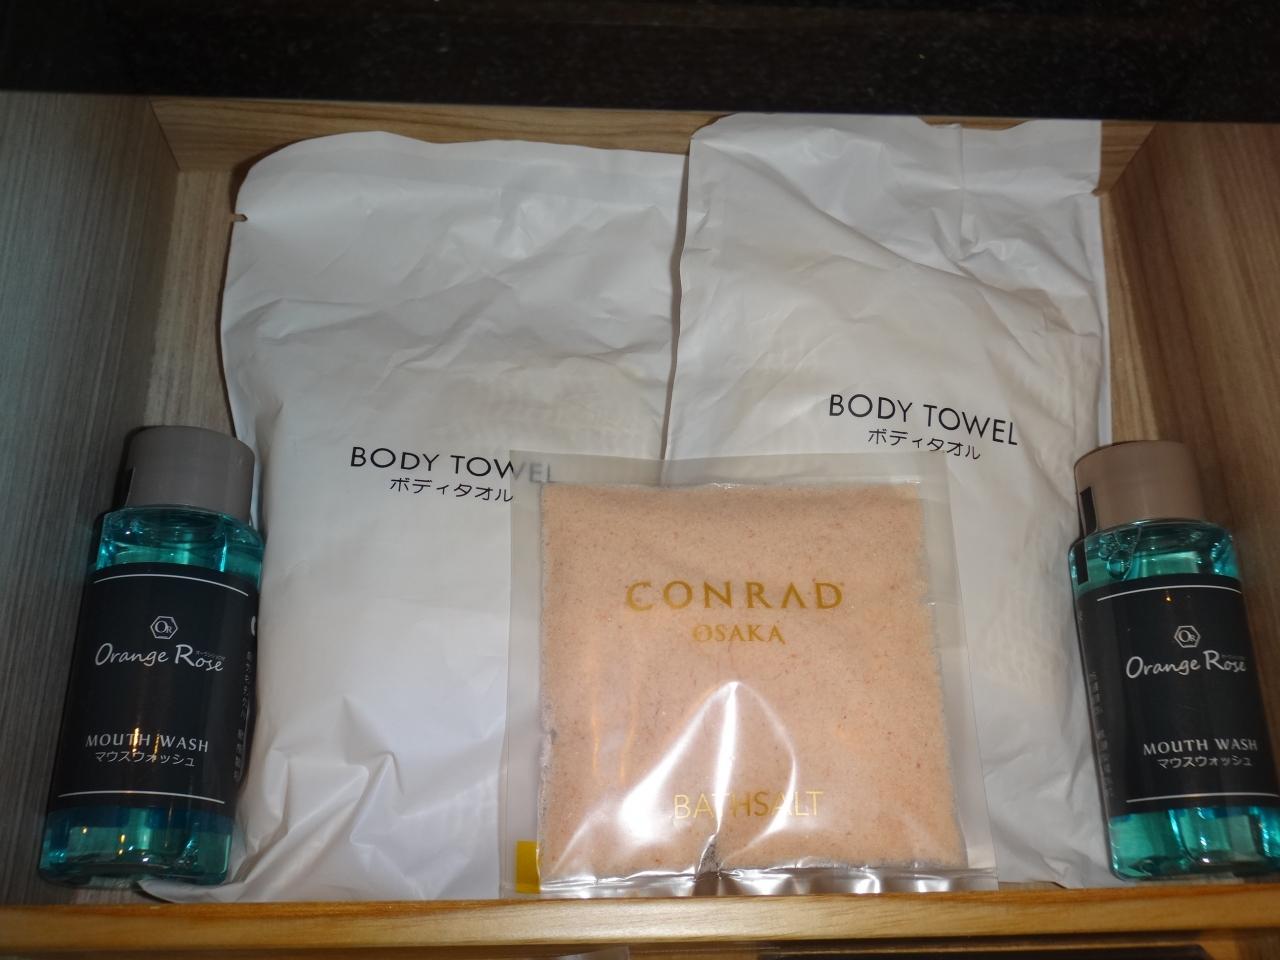 BODY TOWEL
ボディタオル
BODY TOWEL
ボディタオル
CONRAD
OSAKA
BATHSALT
OR
Orange Rose
MOUTH WASH
マウスウォッシュ
OR
Orange Rose
MOUTH WASH
マウスウォッシュ